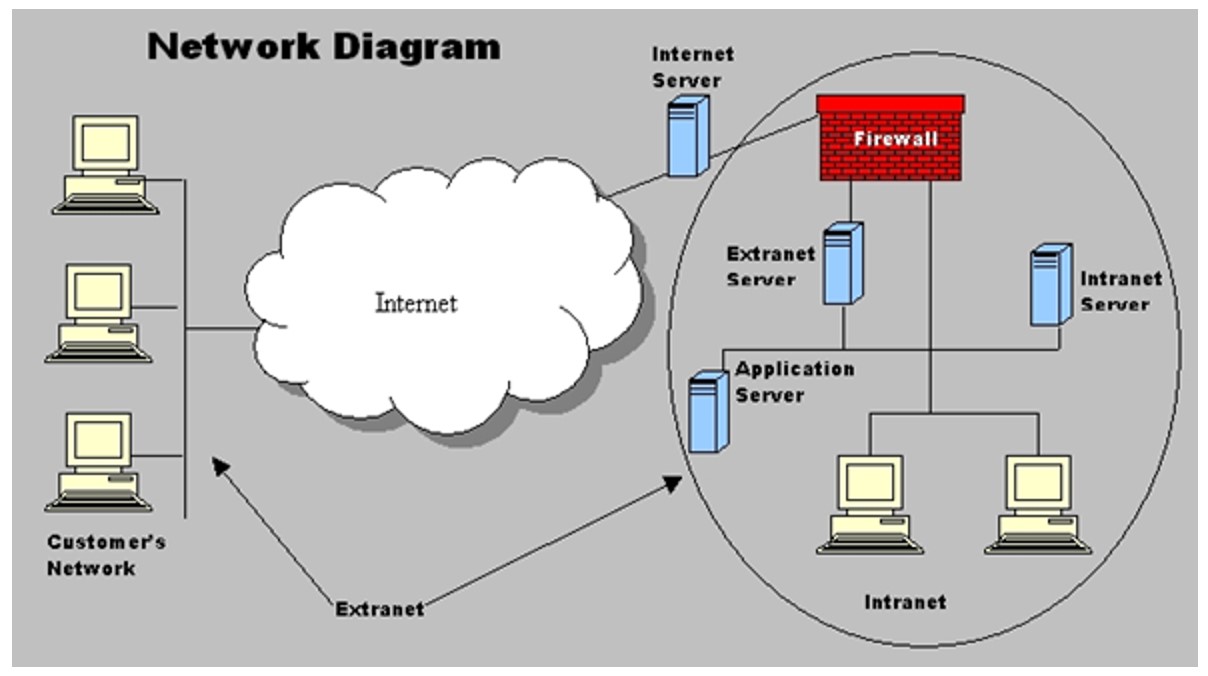 Network Diagram
Internet
Server
Firewall
Extranet
Server
Intranet
Server
Internet
Application
Server
Customer's
Network
Extranet
Intranet